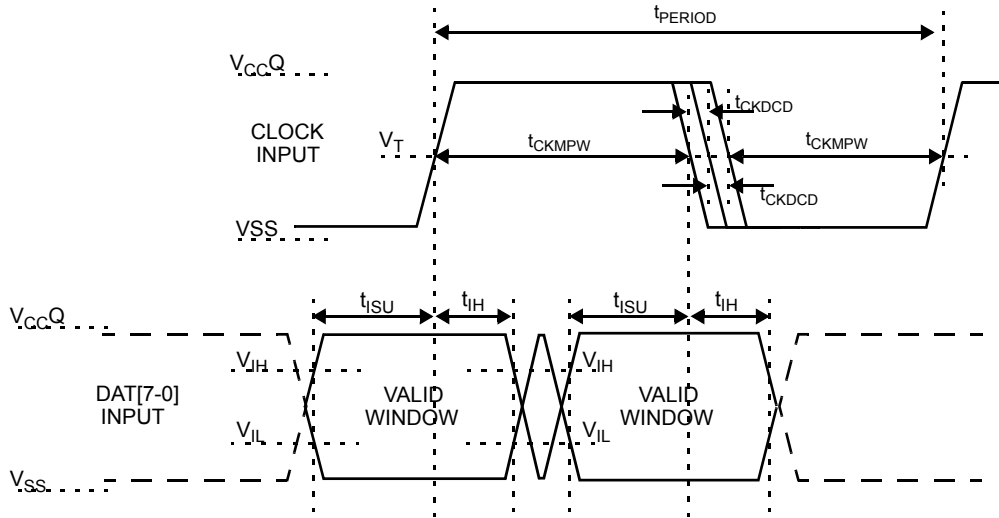 tPERIOD
VCCQ
tCKDCD
CLOCK
INPUT
VT
tCKMPW
tCKMPW
tCKDCD
VSS
tISU
tIH
tISU
tIH
VCCQ
VIH
VIH
DAT[7-0]
INPUT
VALID
WINDOW
VALID
WINDOW
VIL
VIL
VSS